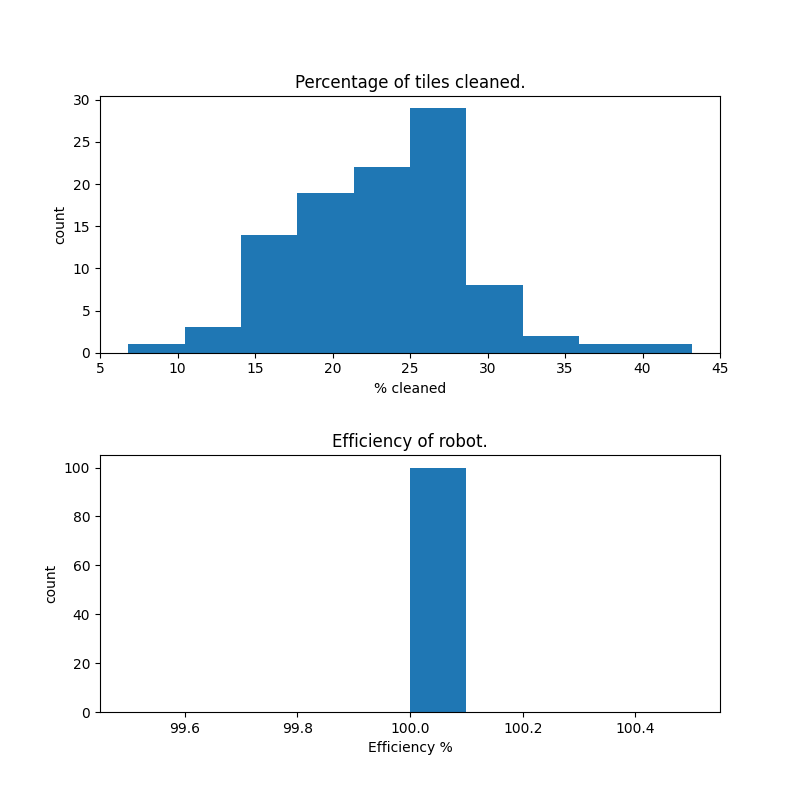 Percentage of tiles cleaned.
30
25
20
15
10
5
0
count
5 10 15 20 25 30 35 40 45
% cleaned
Efficiency of robot.
100
80
60
40
20
0
count
99.6 99.8 100.0 100.2 100.4
Efficiency %